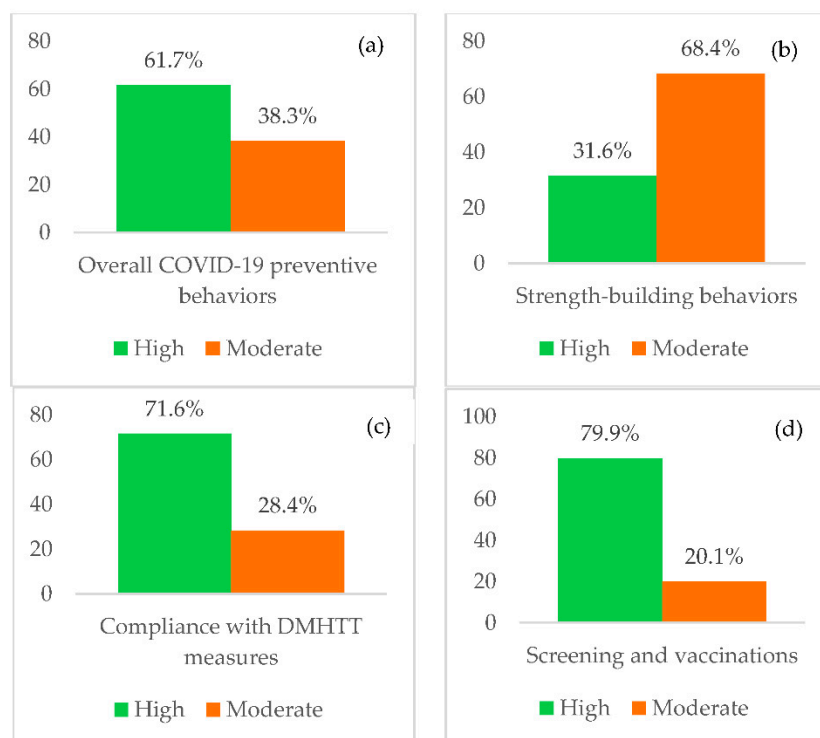 (a)
80
60
40
20
0
61.7%
38.3%
Overall COVID-19 preventive
behaviors
High Moderate
(b)
80
60
40
20
0
31.6%
68.4%
Strength-building behaviors
High Moderate
(c)
80
60
40
20
0
71.6%
28.4%
Compliance with DMHTT
measures
High Moderate
(d)
100
80
60
40
20
0
79.9%
20.1%
Screening and vaccinations
High Moderate